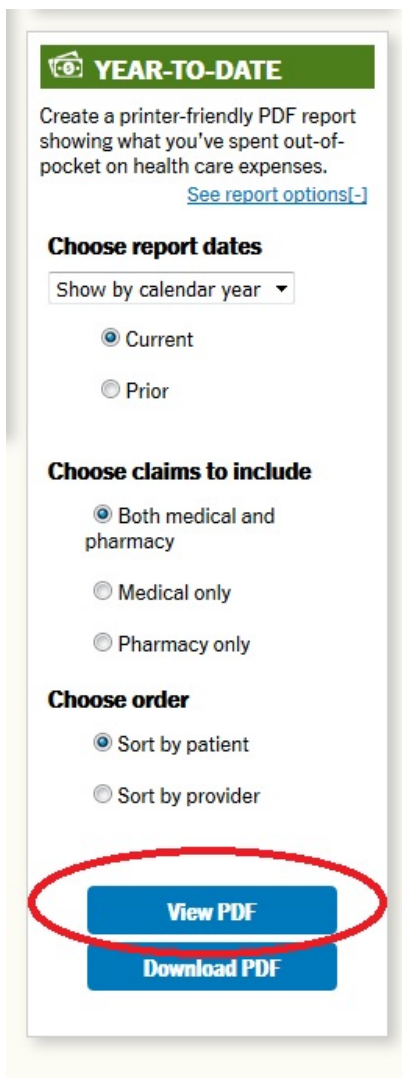 YEAR-TO-DATE
Create a printer-friendly PDF report
showing what you've spent out-of-
pocket on health care expenses.
See report options[-]
Choose report dates
Show by calendar year
Current
Prior
Choose claims to include
Both medical and
pharmacy
Medical only
Pharmacy only
Choose order
Sort by patient
Sort by provider
View PDF
Download PDF